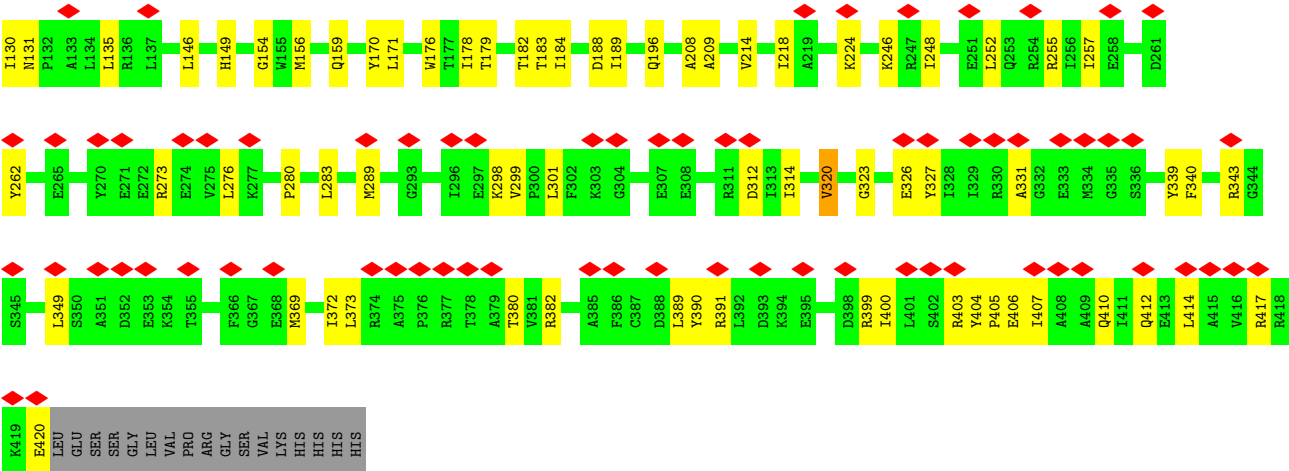 I130 N131 P132 A133 L134 L135 R136 L137 L146 H149 G154 W155 M156 Q159 Y170 L171 W176 T177 I178 T179 T182 T183 I184 D188 I189 Q196 A208 A209 V214 I218 A219 K224 K246 R247 I248 E251 L252 Q253 R254 R255 I256 I257 E258 D261
Y262 E265 Y270 E271 E272 R273 E274 V275 L276 K277 P280 L283 M289 G293 I296 E297 K298 V299 P300 L301 F302 K303 G304 E307 E308 R311 D312 I313 I314 V320 G323 E326 Y327 I328 I329 R330 A331 G332 E333 M334 G335 S336 Y339 F340 R343 G344
S345 L349 S350 A351 D352 E353 K354 T355 F366 G367 E368 M369 I372 L373 R374 A375 P376 R377 T378 A379 T380 V381 R382 A385 F386 C387 D388 L389 Y390 R391 L392 D393 K394 E395 D398 R399 I400 L401 S402 R403 Y404 P405 E406 I407 A408 A409 Q410 I411 Q412 E413 L414 A415 V416 R417 R418
K419 E420 LEU GLU SER SER GLY LEU VAL PRO ARG GLY SER VAL LYS HIS HIS HIS HIS HIS